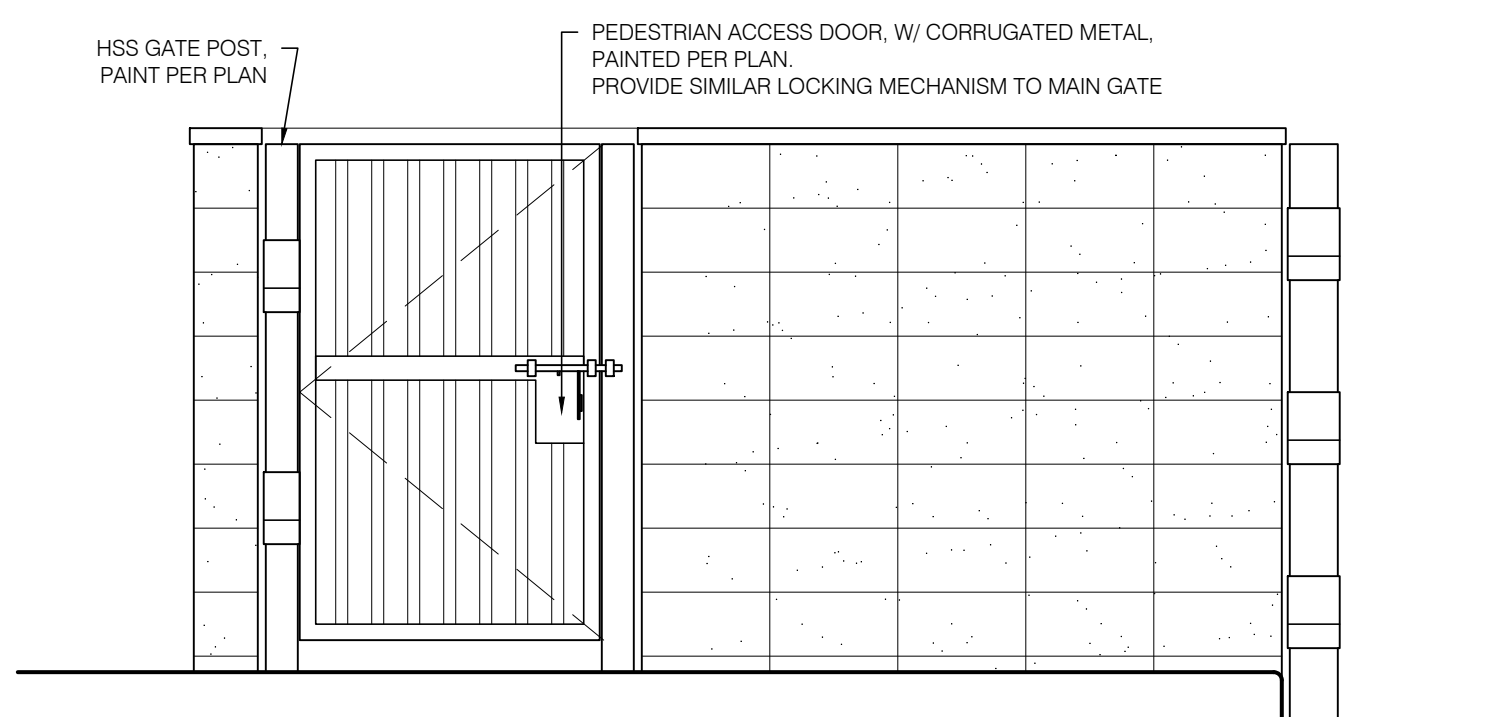 HSS GATE POST,
PAINT PER PLAN
PEDESTRIAN ACCESS DOOR, W/ CORRUGATED METAL,
PAINTED PER PLAN.
PROVIDE SIMILAR LOCKING MECHANISM TO MAIN GATE